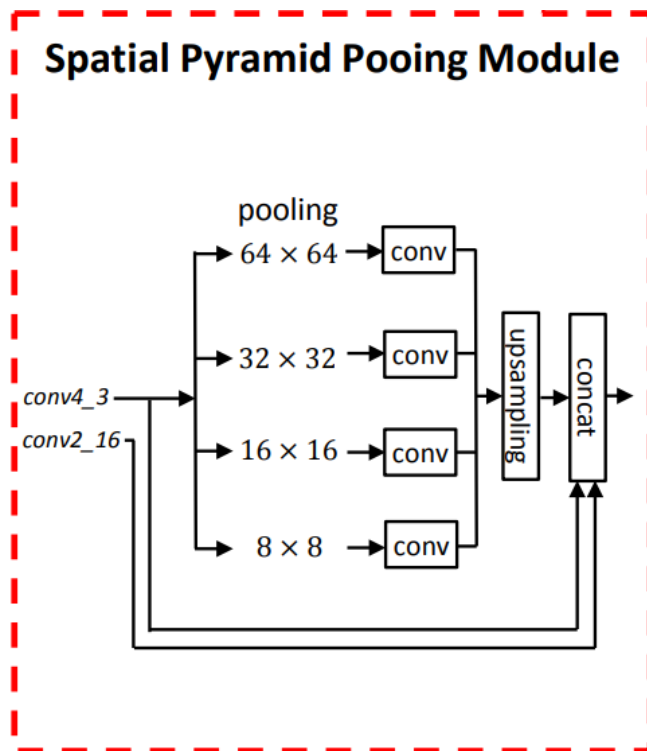 Spatial Pyramid Pooing Module
pooling
64 × 64
conv
32 × 32
conv
upsampling
concat
conv4_3
conv2_16
16 × 16
conv
8 × 8
conv